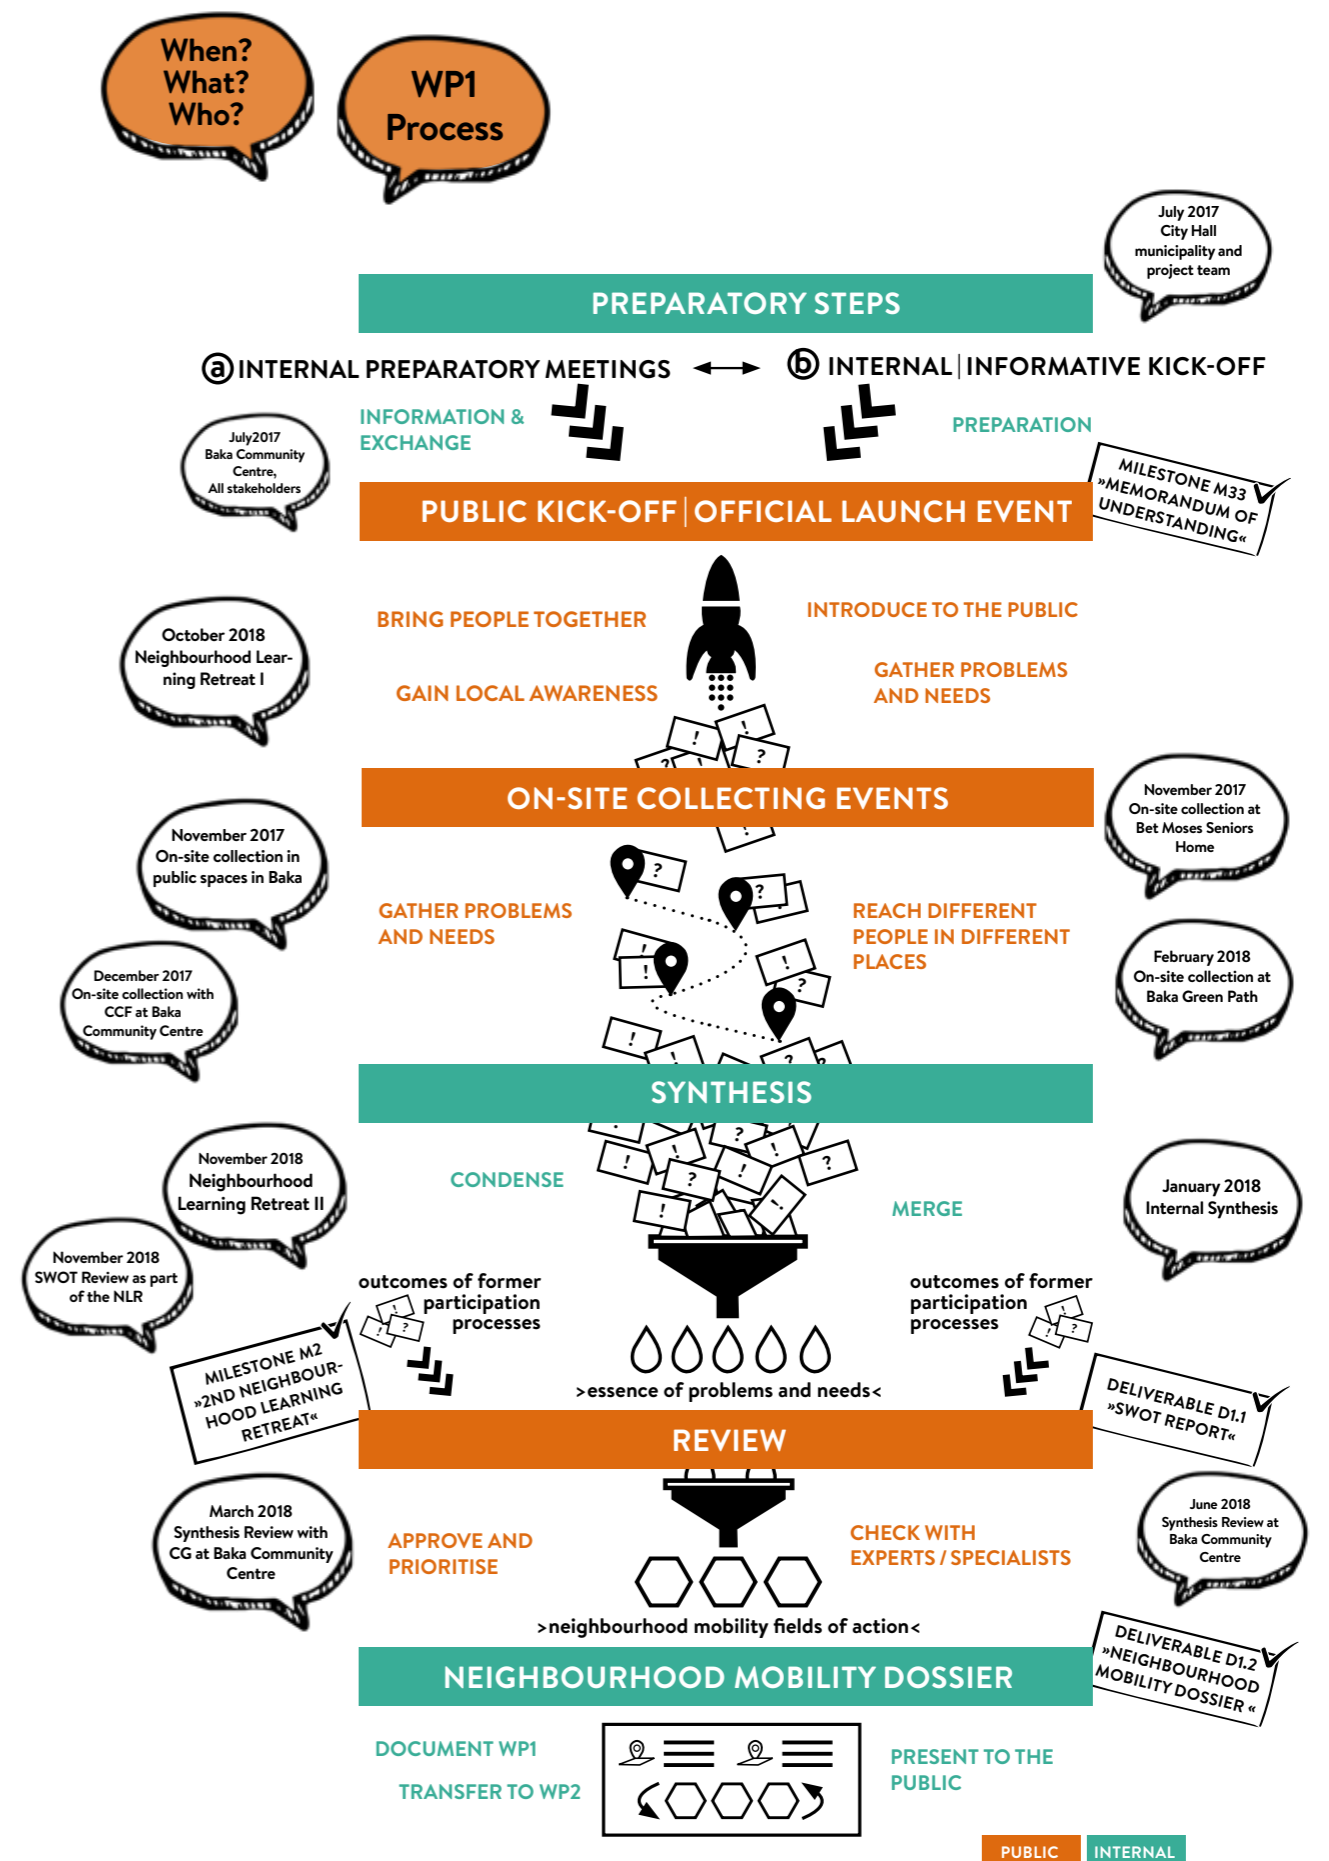 When?
What?
Who?
WP1
Process
July 2017
City Hall
municipality and
project team
PREPARATORY STEPS
a INTERNAL PREPARATORY MEETINGS
b INTERNAL | INFORMATIVE KICK-OFF
INFORMATION &
EXCHANGE
PREPARATION
July2017
Baka Community
Centre,
All stakeholders
MILESTONE M33
»MEMORANDUM OF
UNDERSTANDING«
PUBLIC KICK-OFF | OFFICIAL LAUNCH EVENT
BRING PEOPLE TOGETHER
INTRODUCE TO THE PUBLIC
October 2018
Neighbourhood Lear-
ning Retreat I
GAIN LOCAL AWARENESS
GATHER PROBLEMS
AND NEEDS
! ! ? ? !
ON-SITE COLLECTING EVENTS
November 2017
On-site collection at
Bet Moses Seniors
Home
November 2017
On-site collection in
public spaces in Baka
!
? ?
GATHER PROBLEMS
AND NEEDS
REACH DIFFERENT
PEOPLE IN DIFFERENT
PLACES
! ! ! ?
February 2018
On-site collection at
Baka Green Path
December 2017
On-site collection with
CCF at Baka
Community Centre
! ! ? ?
SYNTHESIS
? ! ! ?
! ? !
! !
November 2018
Neighbourhood
Learning Retreat II
CONDENSE
MERGE
January 2018
Internal Synthesis
November 2018
SWOT Review as part
of the NLR
outcomes of former
participation
processes
! ! ?
outcomes of former
participation
processes
! ! ?
MILESTONE M2
»2ND NEIGHBOUR-
HOOD LEARNING
RETREAT«
>essence of problems and needs<
DELIVERABLE D1.1
»SWOT REPORT«
REVIEW
March 2018
Synthesis Review with
CG at Baka Community
Centre
APPROVE AND
PRIORITISE
CHECK WITH
EXPERTS / SPECIALISTS
June 2018
Synthesis Review at
Baka Community
Centre
>neighbourhood mobility fields of action<
DELIVERABLE D1.2
»NEIGHBOURHOOD
MOBILITY DOSSIER «
NEIGHBOURHOOD MOBILITY DOSSIER
DOCUMENT WP1
TRANSFER TO WP2
PRESENT TO THE
PUBLIC
PUBLIC
INTERNAL